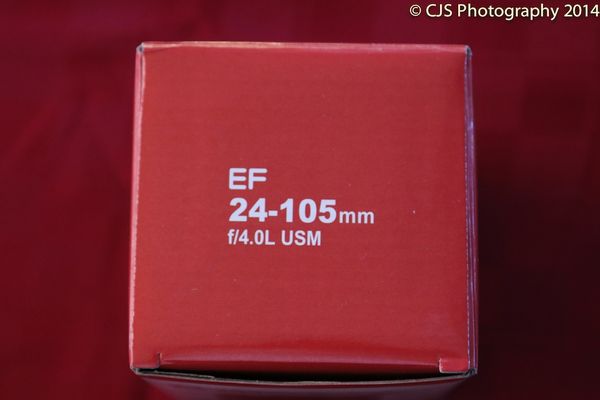 © CJS Photography 2014
EF
24-105mm
f/4.0L USM